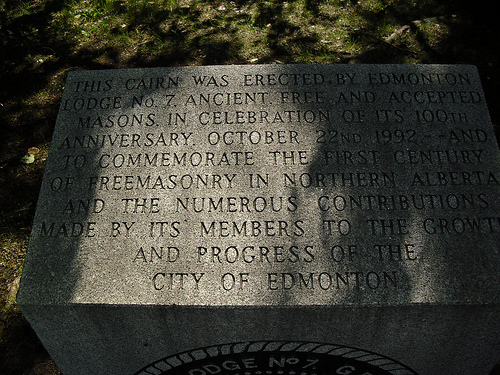 THIS CAIRN WAS ERECTED BY EDMONTON
LODGE No. 7. ANCIENT FREE AND ACCEPTED
MASONS IN CELEBRATION OF ITS 100TH
ANNIVERSARY, OCTOBER 22ND 1992, AND
TO COMMEMORATE THE FIRST CENTURY
OF FREEMASONRY IN NORTHERN ALBERTA
AND THE NUMEROUS CONTRIBUTIONS
MADE BY ITS MEMBERS TO THE GROWT
AND PROGRESS OF THE
CITY OF EDMONTON
ODGE No 7. G